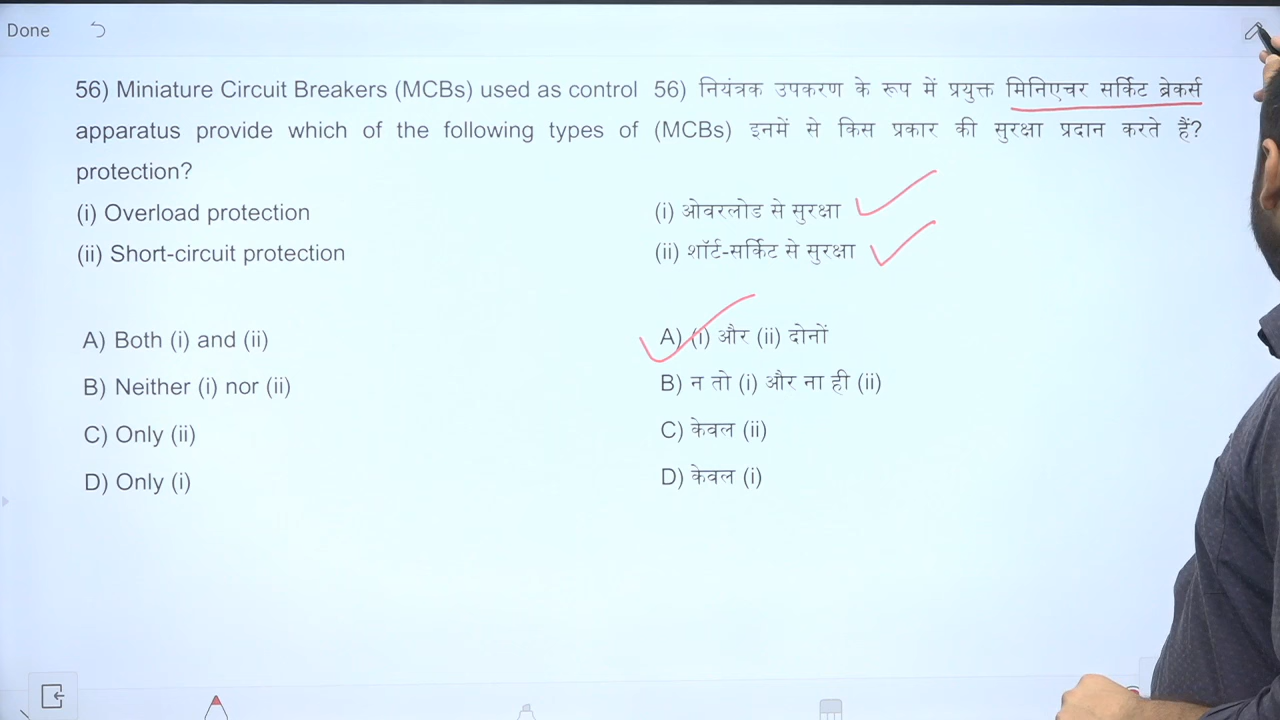 Done
56) Miniature Circuit Breakers (MCBs) used as control
apparatus provide which of the following types of
protection?
(i) Overload protection
(ii) Short-circuit protection
A) Both (i) and (ii)
B) Neither (i) nor (ii)
C) Only (ii)
D) Only (i)
56) नियंत्रक उपकरण के रूप में प्रयुक्त मिनिएचर सर्किट ब्रेकर्स
(MCBs) इनमें से किस प्रकार की सुरक्षा प्रदान करते हैं?
(i) ओवरलोड से सुरक्षा
(ii) शॉर्ट-सर्किट से सुरक्षा
A) (i) और (ii) दोनों
B) न तो (i) और ना ही (ii)
C) केवल (ii)
D) केवल (i)